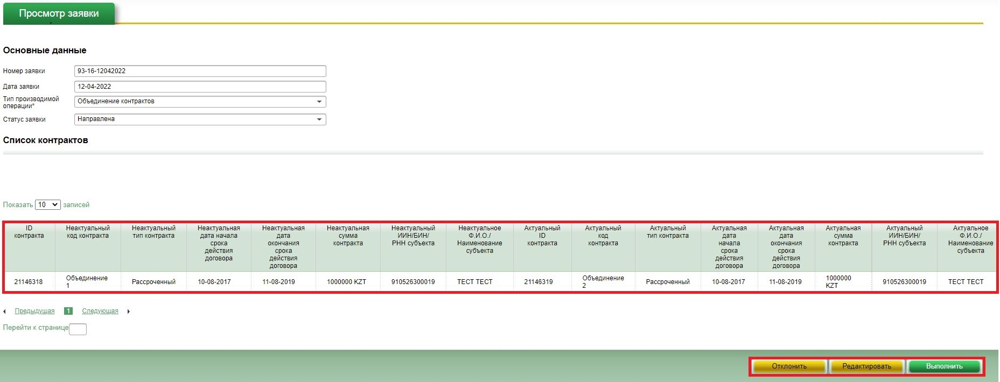 Просмотр заявки
Основные данные
Номер заявки 93-16-12042022
Дата заявки 12-04-2022
Тип производимой операции* Объединение контрактов
Статус заявки Направлена
Список контрактов
Показать 10 записей
ID контракта
Неактуальный код контракта
Неактуальный тип контракта
Неактуальная дата начала срока действия договора
Неактуальная дата окончания срока действия договора
Неактуальная сумма контракта
Неактуальный ИИН/БИН/ РНН субъекта
Неактуальное Ф.И.О./ Наименование субъекта
Актуальный ID контракта
Актуальный код контракта
Актуальный тип контракта
Актуальная дата начала срока действия договора
Актуальная дата окончания срока действия договора
Актуальная сумма контракта
Актуальный ИИН/БИН/ РНН субъекта
Актуальное Ф.И.О./ Наименование субъекта
21146318
Объединение 1
Рассроченный
10-08-2017
11-08-2019
1000000 KZT
910526300019
ТЕСТ ТЕСТ
21146319
Объединение 2
Рассроченный
10-08-2017
11-08-2019
1000000 KZT
910526300019
ТЕСТ ТЕСТ
Предыдущая 1 Следующая
Перейти к странице
Отклонить Редактировать Выполнить